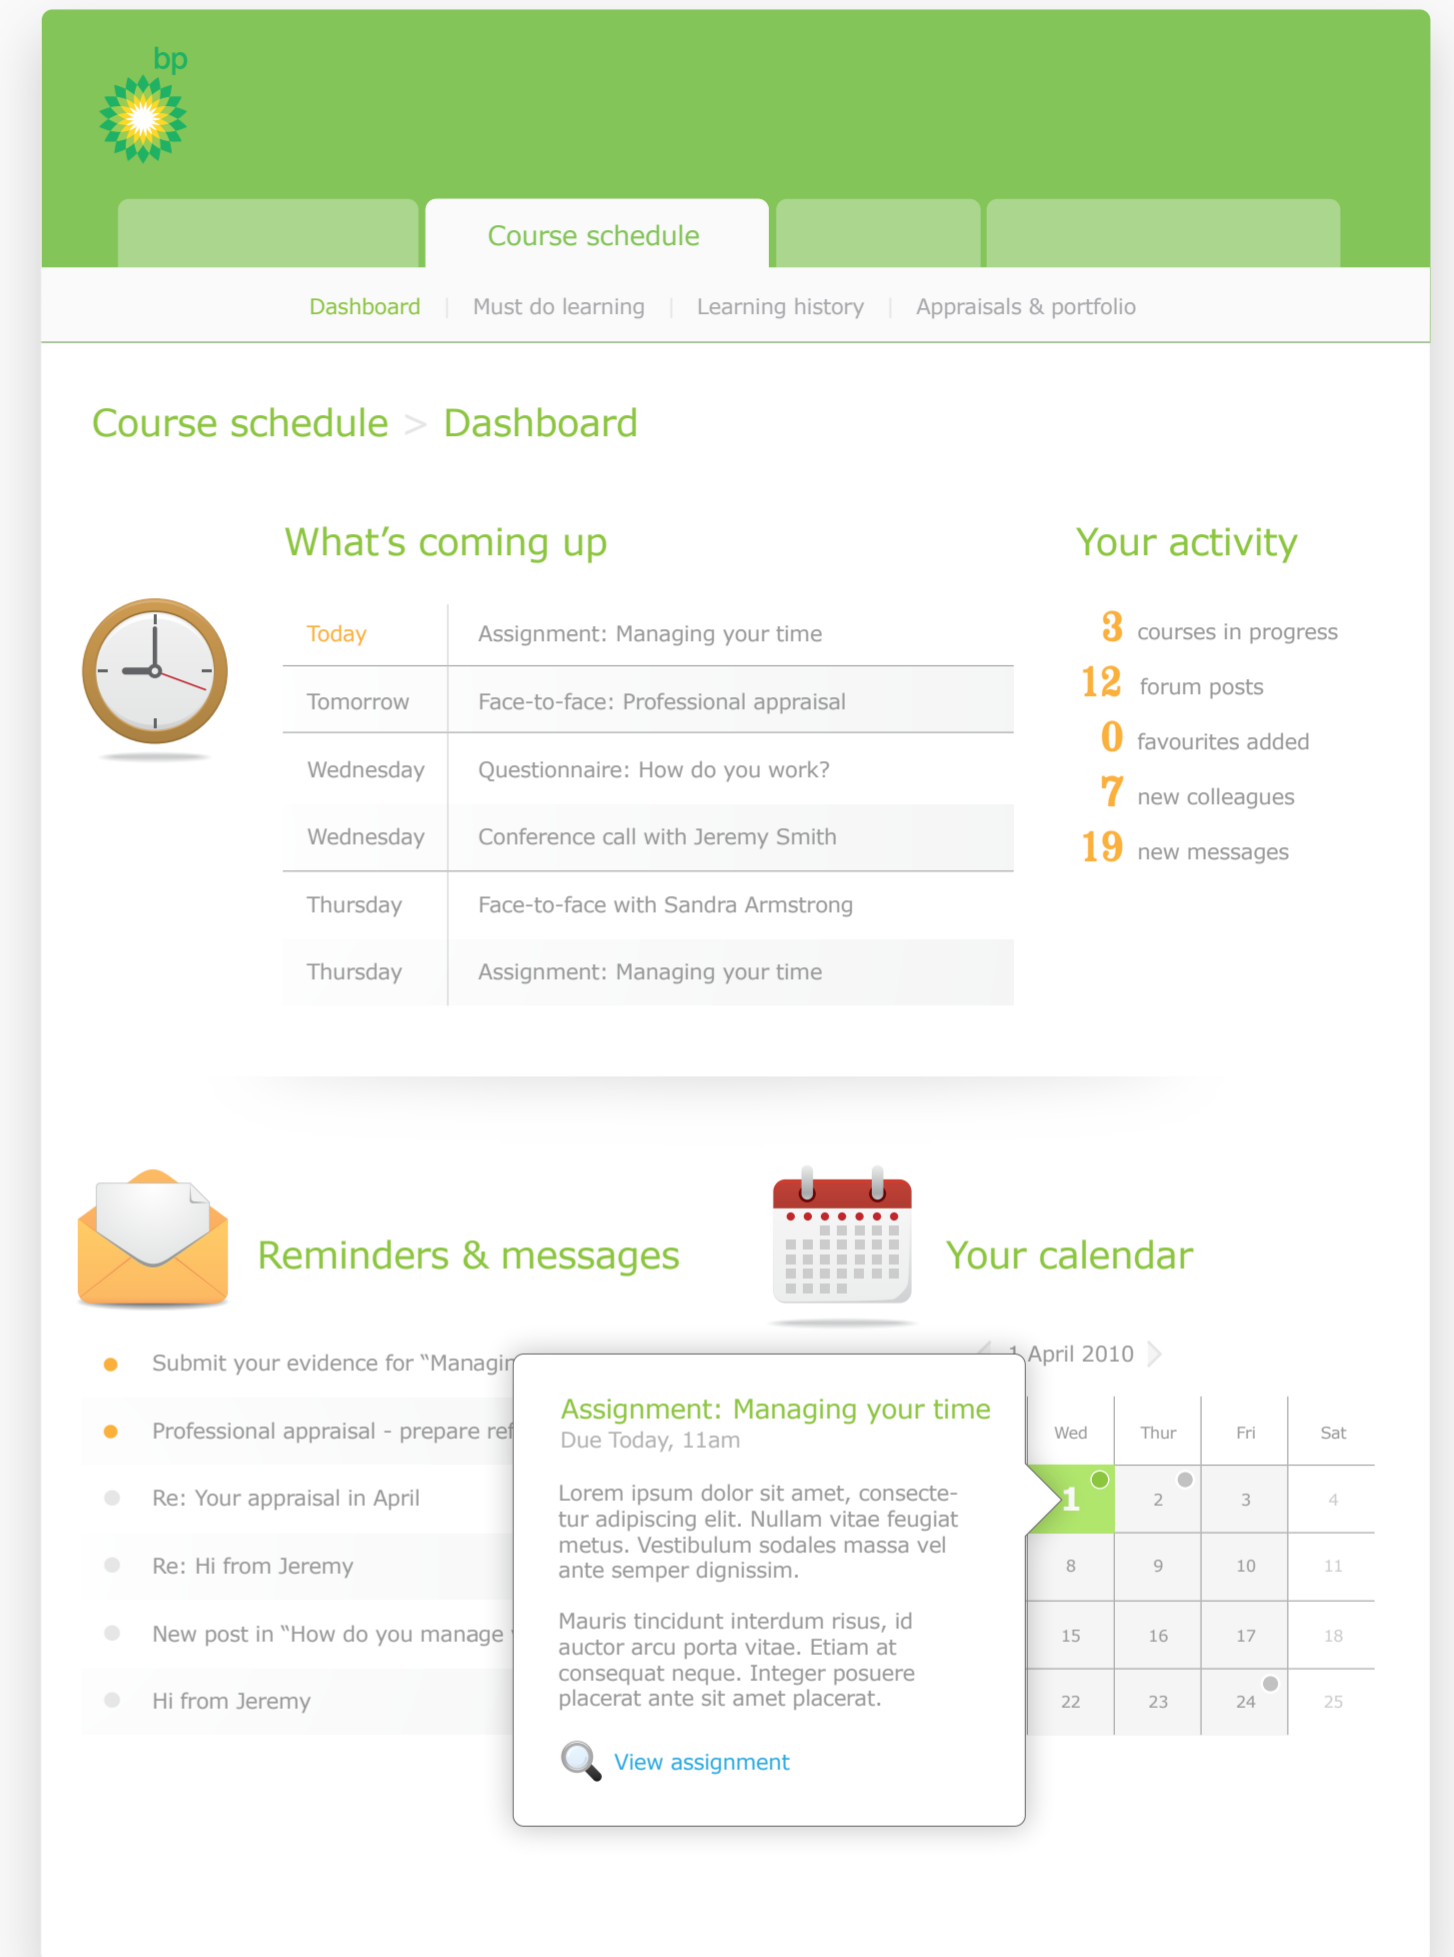 bp
Course schedule
Dashboard | Must do learning | Learning history | Appraisals & portfolio
Course schedule > Dashboard
What’s coming up
Today Assignment: Managing your time
Tomorrow Face-to-face: Professional appraisal
Wednesday Questionnaire: How do you work?
Wednesday Conference call with Jeremy Smith
Thursday Face-to-face with Sandra Armstrong
Thursday Assignment: Managing your time
Your activity
3 courses in progress
12 forum posts
0 favourites added
7 new colleagues
19 new messages
Reminders & messages
Submit your evidence for “Managin
Professional appraisal - prepare ref
Re: Your appraisal in April
Re: Hi from Jeremy
New post in “How do you manage
Hi from Jeremy
Assignment: Managing your time
Due Today, 11am
Lorem ipsum dolor sit amet, consecte-
tur adipiscing elit. Nullam vitae feugiat
metus. Vestibulum sodales massa vel
ante semper dignissim.
Mauris tincidunt interdum risus, id
auctor arcu porta vitae. Etiam at
consequat neque. Integer posuere
placerat ante sit amet placerat.
View assignment
Your calendar
1 April 2010
Wed Thur Fri Sat
1 2 3 4
8 9 10 11
15 16 17 18
22 23 24 25